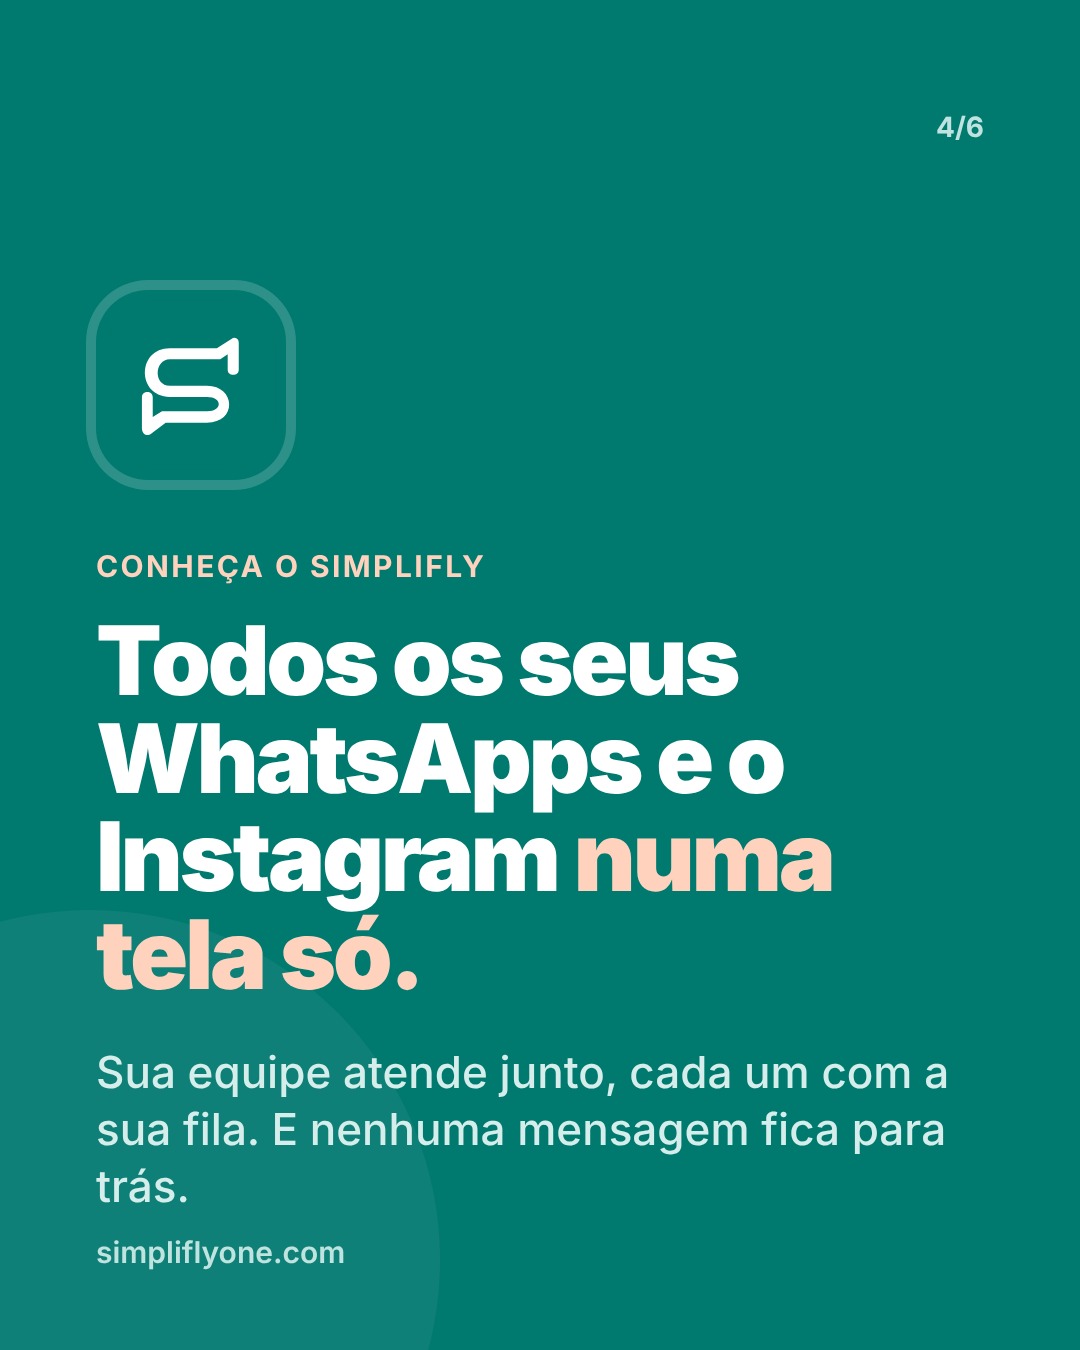 4/6
CONHEÇA O SIMPLIFLY
Todos os seus
WhatsApps e o
Instagram numa
tela só.
Sua equipe atende junto, cada um com a
sua fila. E nenhuma mensagem fica para
trás.
simpliflyone.com